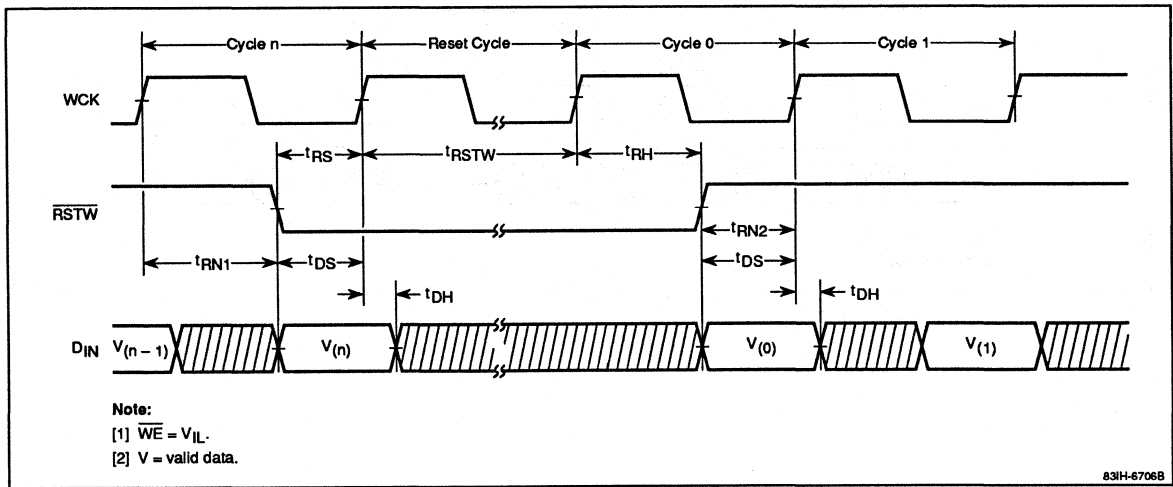 Cycle n Reset Cycle Cycle 0 Cycle 1
WCK
tRS tRSTW tRH
RSTW
tRN2
tRN1 tDS tDS
tDH tDH
DIN V(n – 1) V(n) V(0) V(1)
Note:
[1] WE = VIL.
[2] V = valid data.
83IH-6706B